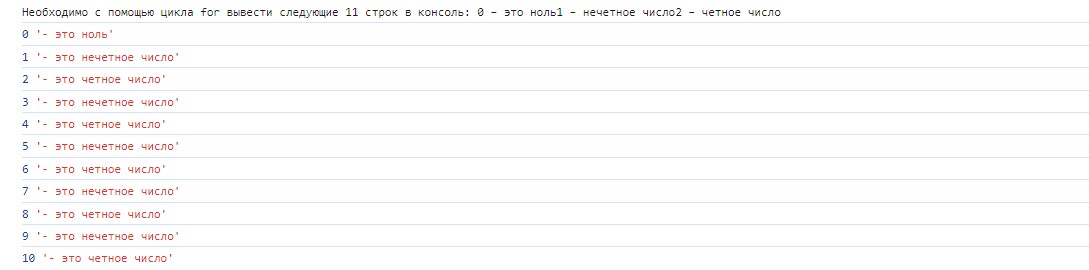 Необходимо с помощью цикла for вывести следующие 11 строк в консоль: 0 – это ноль1 – нечетное число2 – четное число
0 '- это ноль'
1 '- это нечетное число'
2 '- это четное число'
3 '- это нечетное число'
4 '- это четное число'
5 '- это нечетное число'
6 '- это четное число'
7 '- это нечетное число'
8 '- это четное число'
9 '- это нечетное число'
10 '- это четное число'